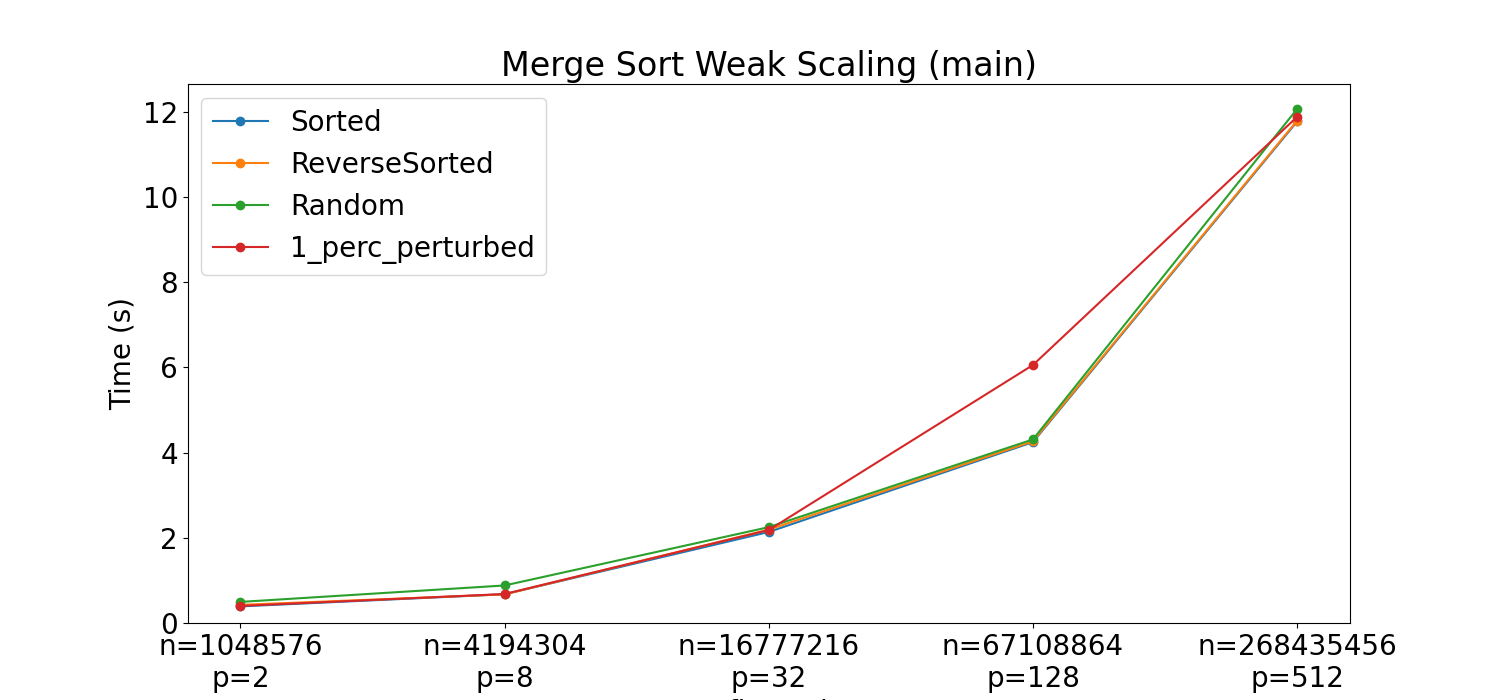 Merge Sort Weak Scaling (main)
Sorted
ReverseSorted
Random
1_perc_perturbed
Time (s)
12
10
8
6
4
2
0
n=1048576 n=4194304 n=16777216 n=67108864 n=268435456
p=2 p=8 p=32 p=128 p=512